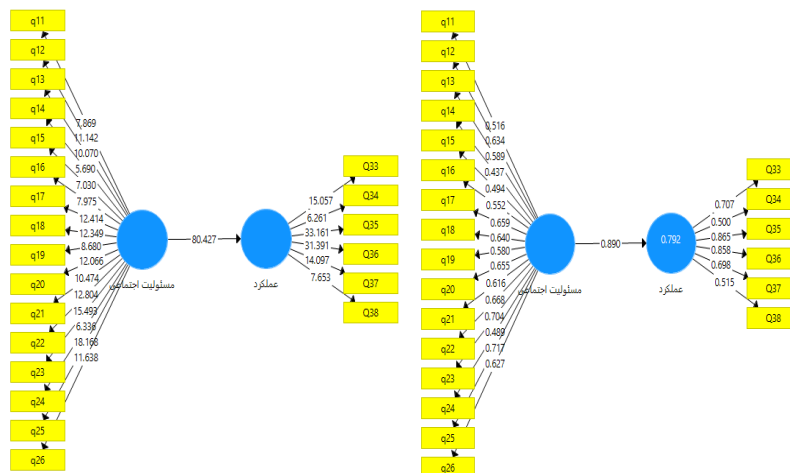 q11
q12
q13
q14
q15
q16
q17
q18
q19
q20
q21
q22
q23
q24
q25
q26
7.869
11.142
10.070
5.690
7.030
7.975
12.414
12.349
8.680
12.066
10.474
12.804
15.493
6.336
18.168
11.638
مسئولیت اجتماعی
80.427
عملکرد
15.057
6.261
33.161
31.391
14.097
7.653
Q33
Q34
Q35
Q36
Q37
Q38
q11
q12
q13
q14
q15
q16
q17
q18
q19
q20
q21
q22
q23
q24
q25
q26
0.516
0.634
0.589
0.437
0.494
0.552
0.659
0.640
0.580
0.655
0.616
0.668
0.704
0.489
0.717
0.627
مسئولیت اجتماعی
0.890
0.792
عملکرد
0.707
0.500
0.865
0.858
0.698
0.515
Q33
Q34
Q35
Q36
Q37
Q38